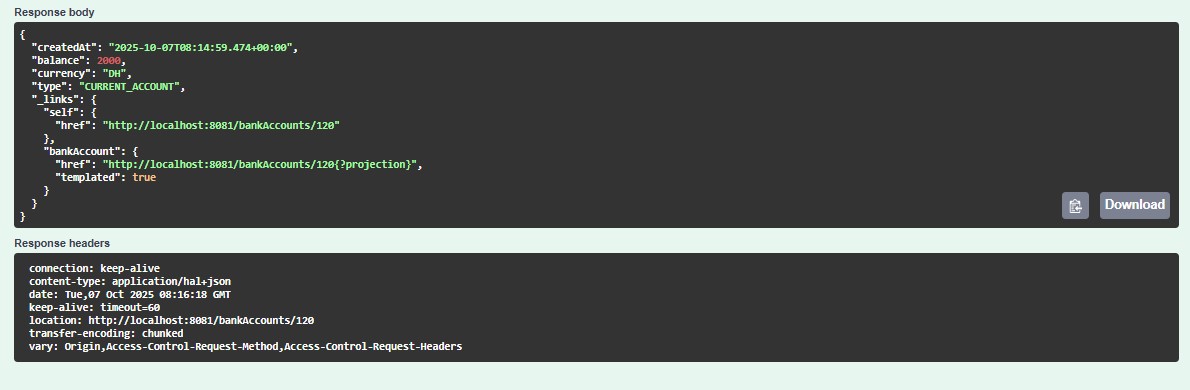 Response body
{
  "createdAt": "2025-10-07T08:14:59.474+00:00",
  "balance": 2000,
  "currency": "DH",
  "type": "CURRENT_ACCOUNT",
  "_links": {
    "self": {
      "href": "http://localhost:8081/bankAccounts/120"
    },
    "bankAccount": {
      "href": "http://localhost:8081/bankAccounts/120{?projection}",
      "templated": true
    }
  }
}
Download
Response headers
connection: keep-alive
content-type: application/hal+json
date: Tue,07 Oct 2025 08:16:18 GMT
keep-alive: timeout=60
location: http://localhost:8081/bankAccounts/120
transfer-encoding: chunked
vary: Origin,Access-Control-Request-Method,Access-Control-Request-Headers